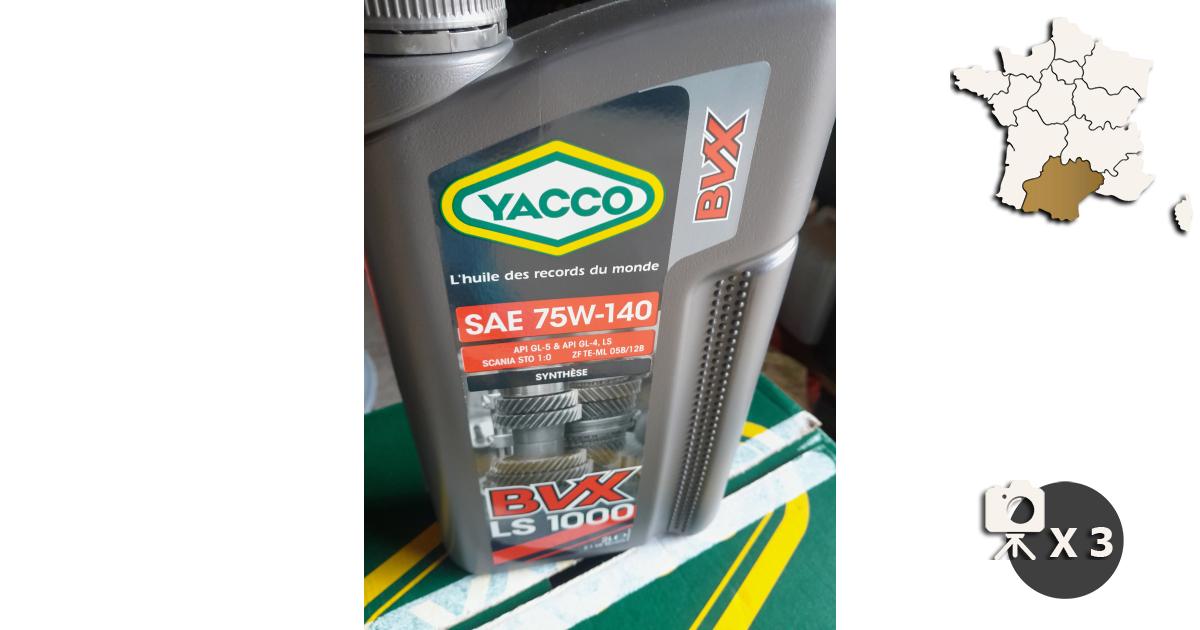 YACCO
BVX
L'huile des records du monde
SAE 75W-140
API GL-5 & API GL-4, LS
SCANIA STO 1:0 ZF TE-ML 05B/12B
SYNTHÈSE
BVX
LS 1000
2L
X 3